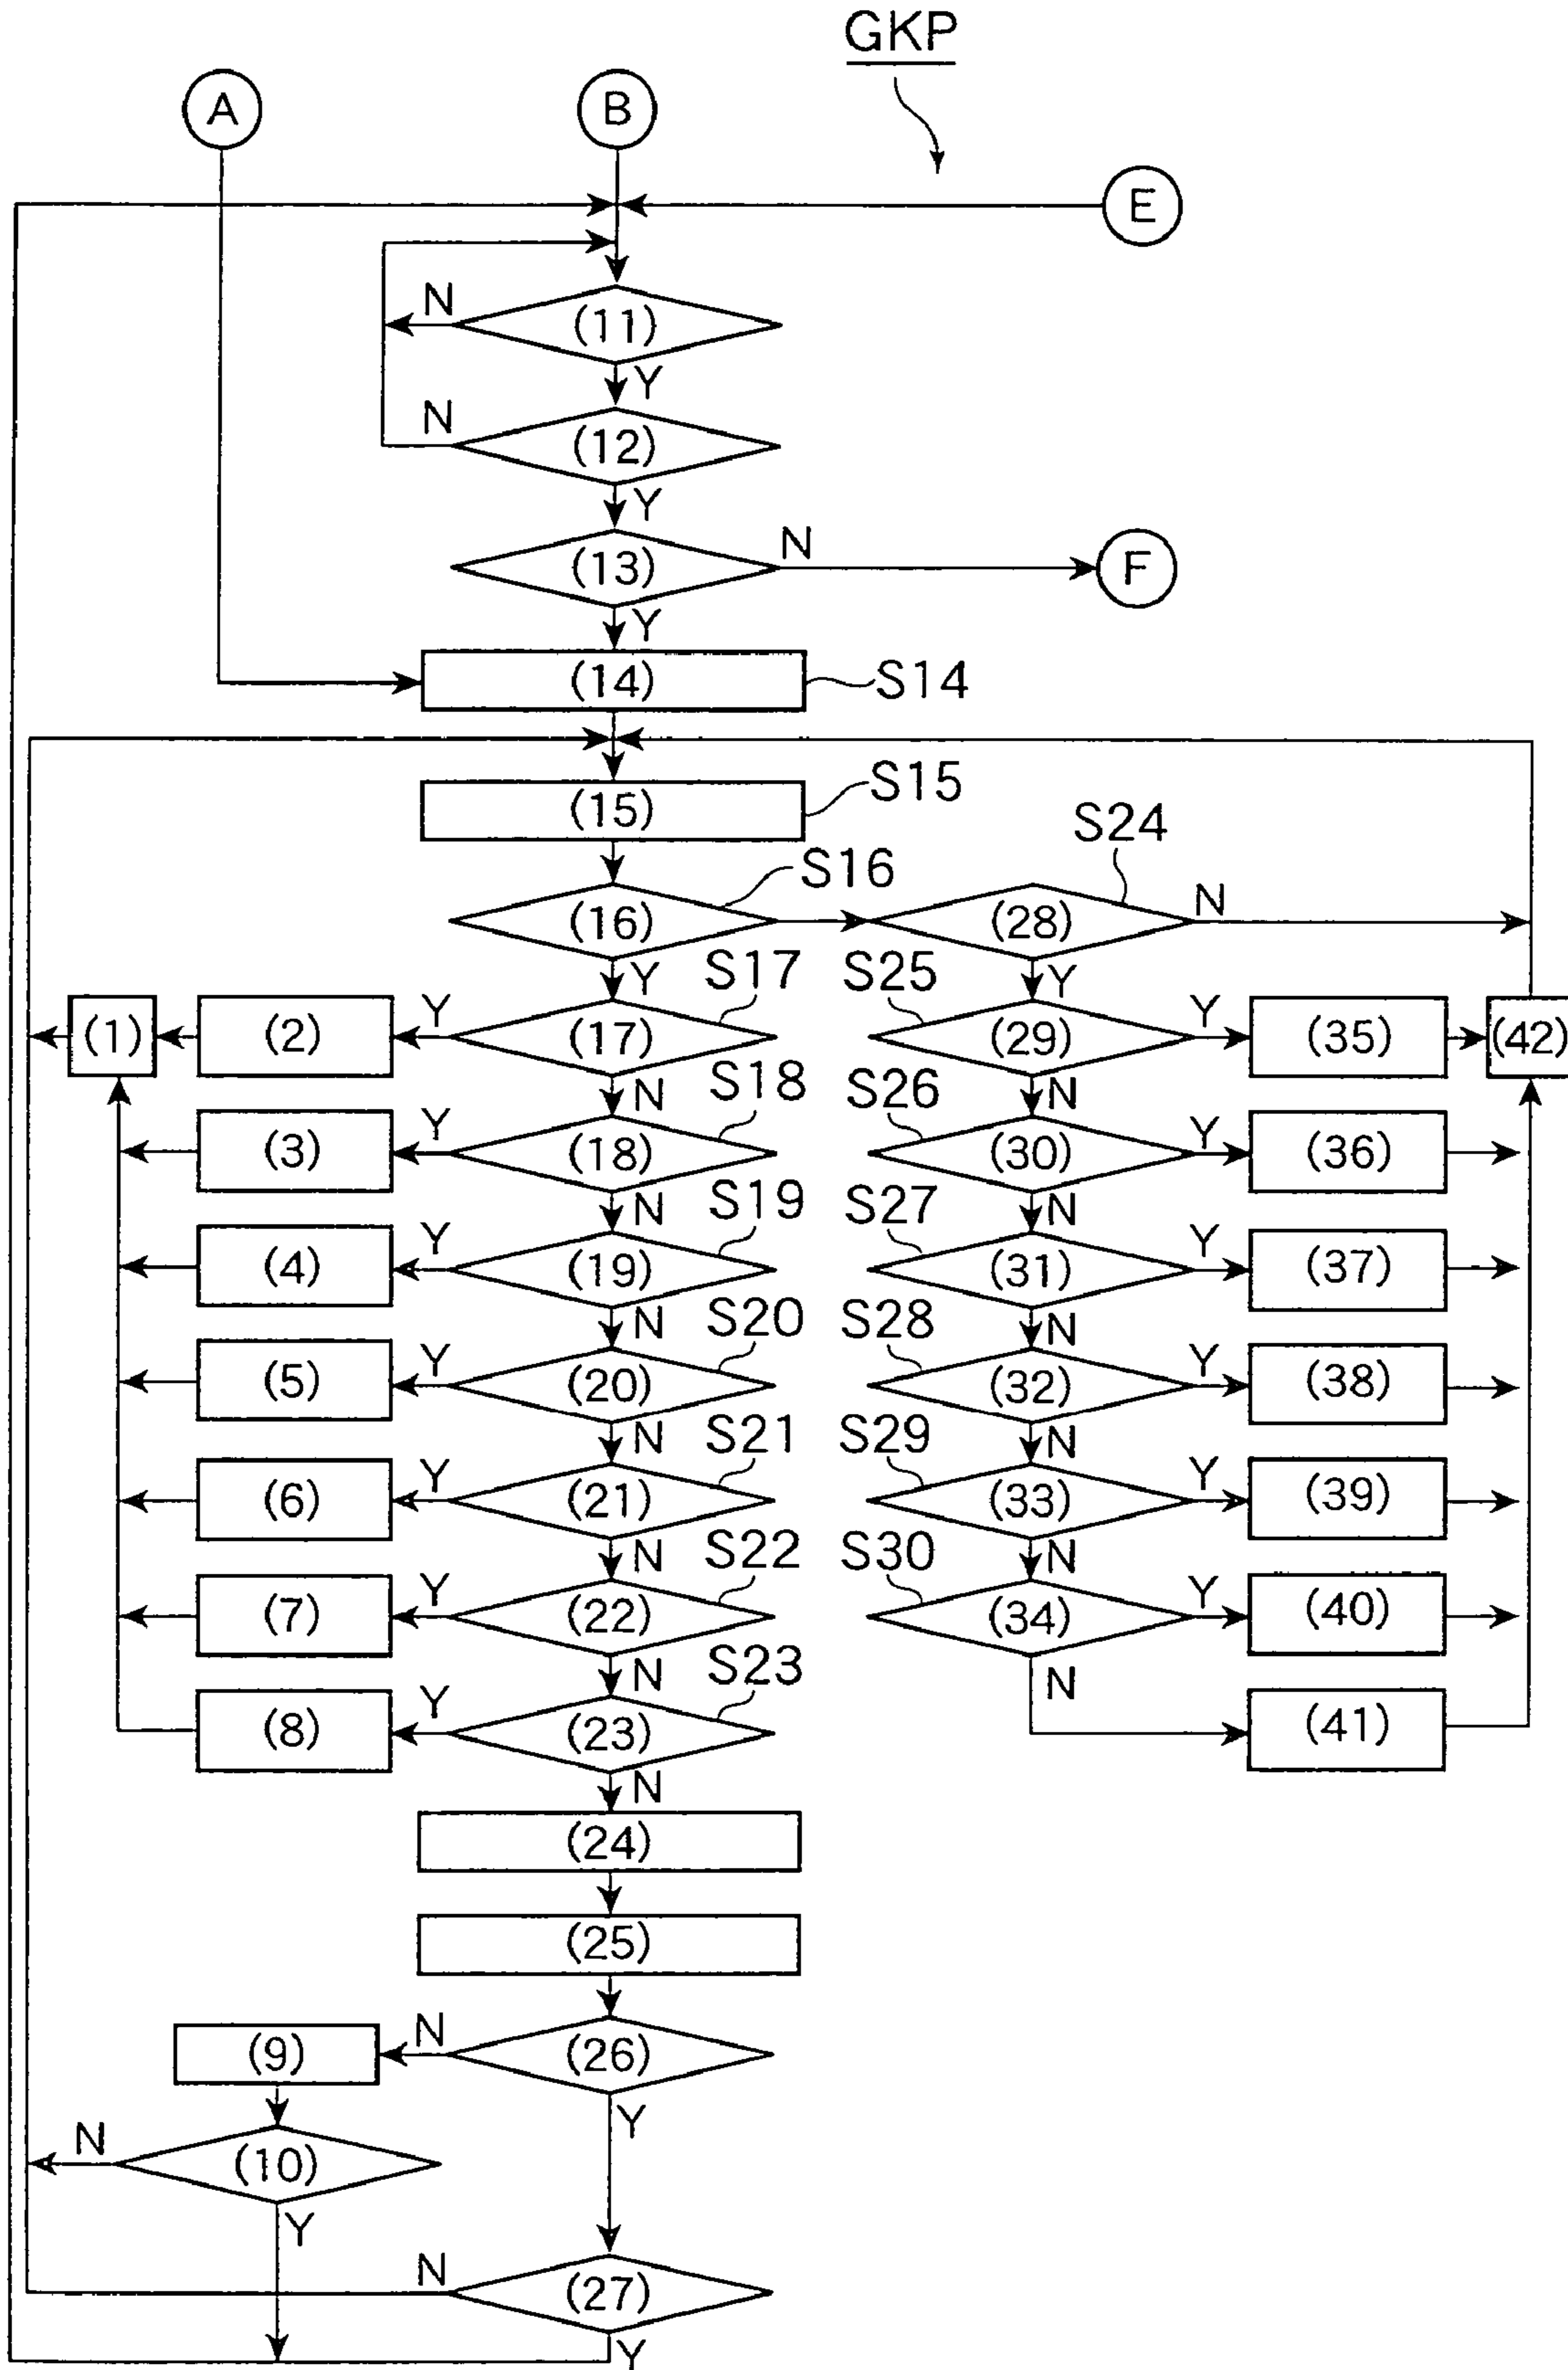 GKP
A
B
E
N
(11)
Y
N
(12)
Y
N
(13)
F
Y
(14)
S14
(15)
S15
S24
S16
(16)
(28)
N
Y
S17
S25
Y
(1)
(2)
Y
(17)
(29)
Y
(35)
(42)
N
S18
N
S26
(3)
Y
(18)
(30)
Y
(36)
N
S19
N
S27
(4)
Y
(19)
(31)
Y
(37)
N
S20
N
S28
(5)
Y
(20)
(32)
Y
(38)
N
S21
N
S29
(6)
Y
(21)
(33)
Y
(39)
N
S22
N
S30
(7)
Y
(22)
(34)
Y
(40)
N
S23
N
(8)
Y
(23)
(41)
N
(24)
(25)
(9)
N
(26)
Y
N
(10)
Y
N
(27)
Y